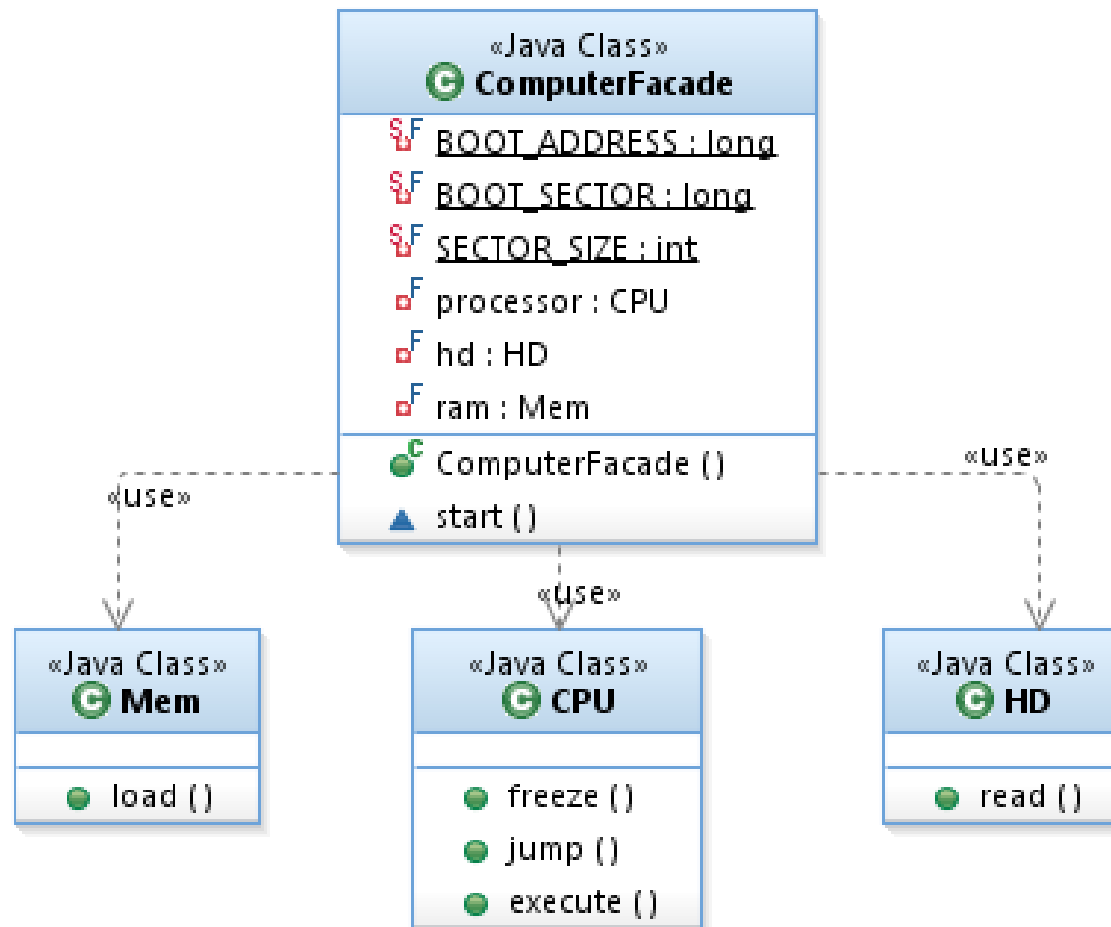 «Java Class»
ComputerFacade
BOOT_ADDRESS : long
BOOT_SECTOR : long
SECTOR_SIZE : int
processor : CPU
hd : HD
ram : Mem
ComputerFacade ()
start ()
«use»
«use»
«use»
«Java Class»
Mem
load ()
«Java Class»
CPU
freeze ()
jump ()
execute ()
«Java Class»
HD
read ()